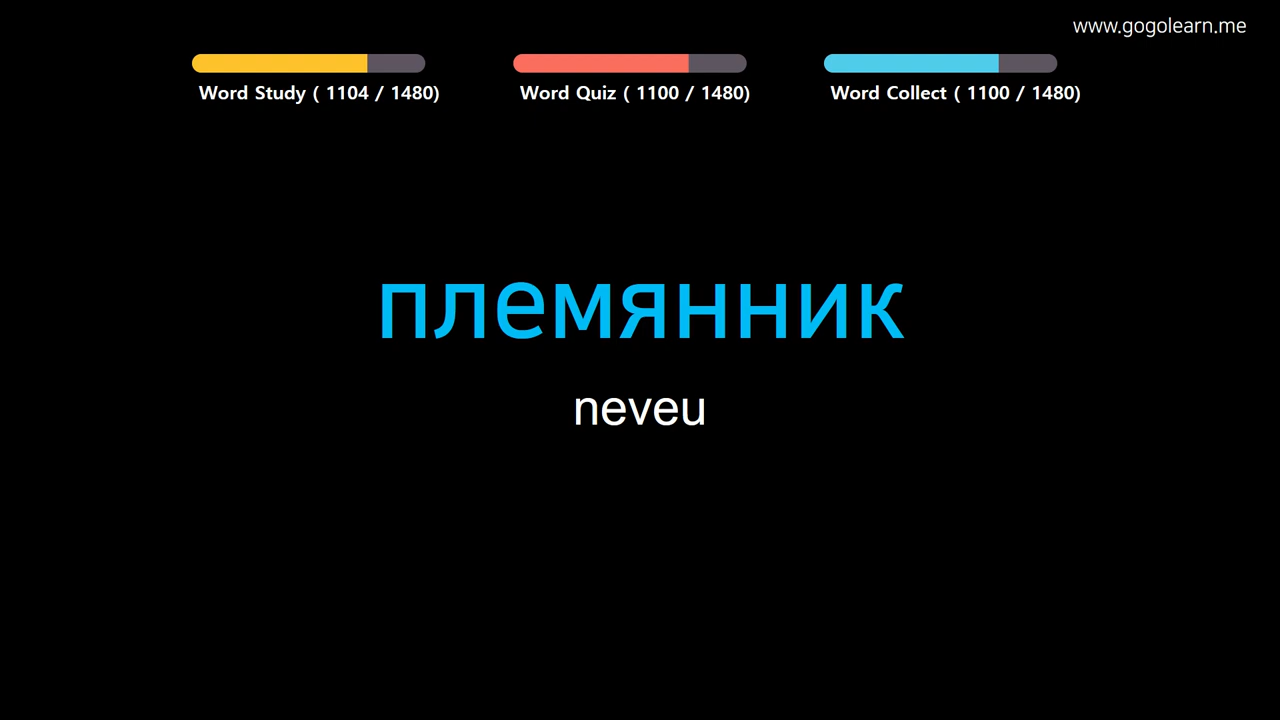 www.gogolearn.me
Word Study ( 1104 / 1480)
Word Quiz ( 1100 / 1480)
Word Collect ( 1100 / 1480)
племянник
neveu